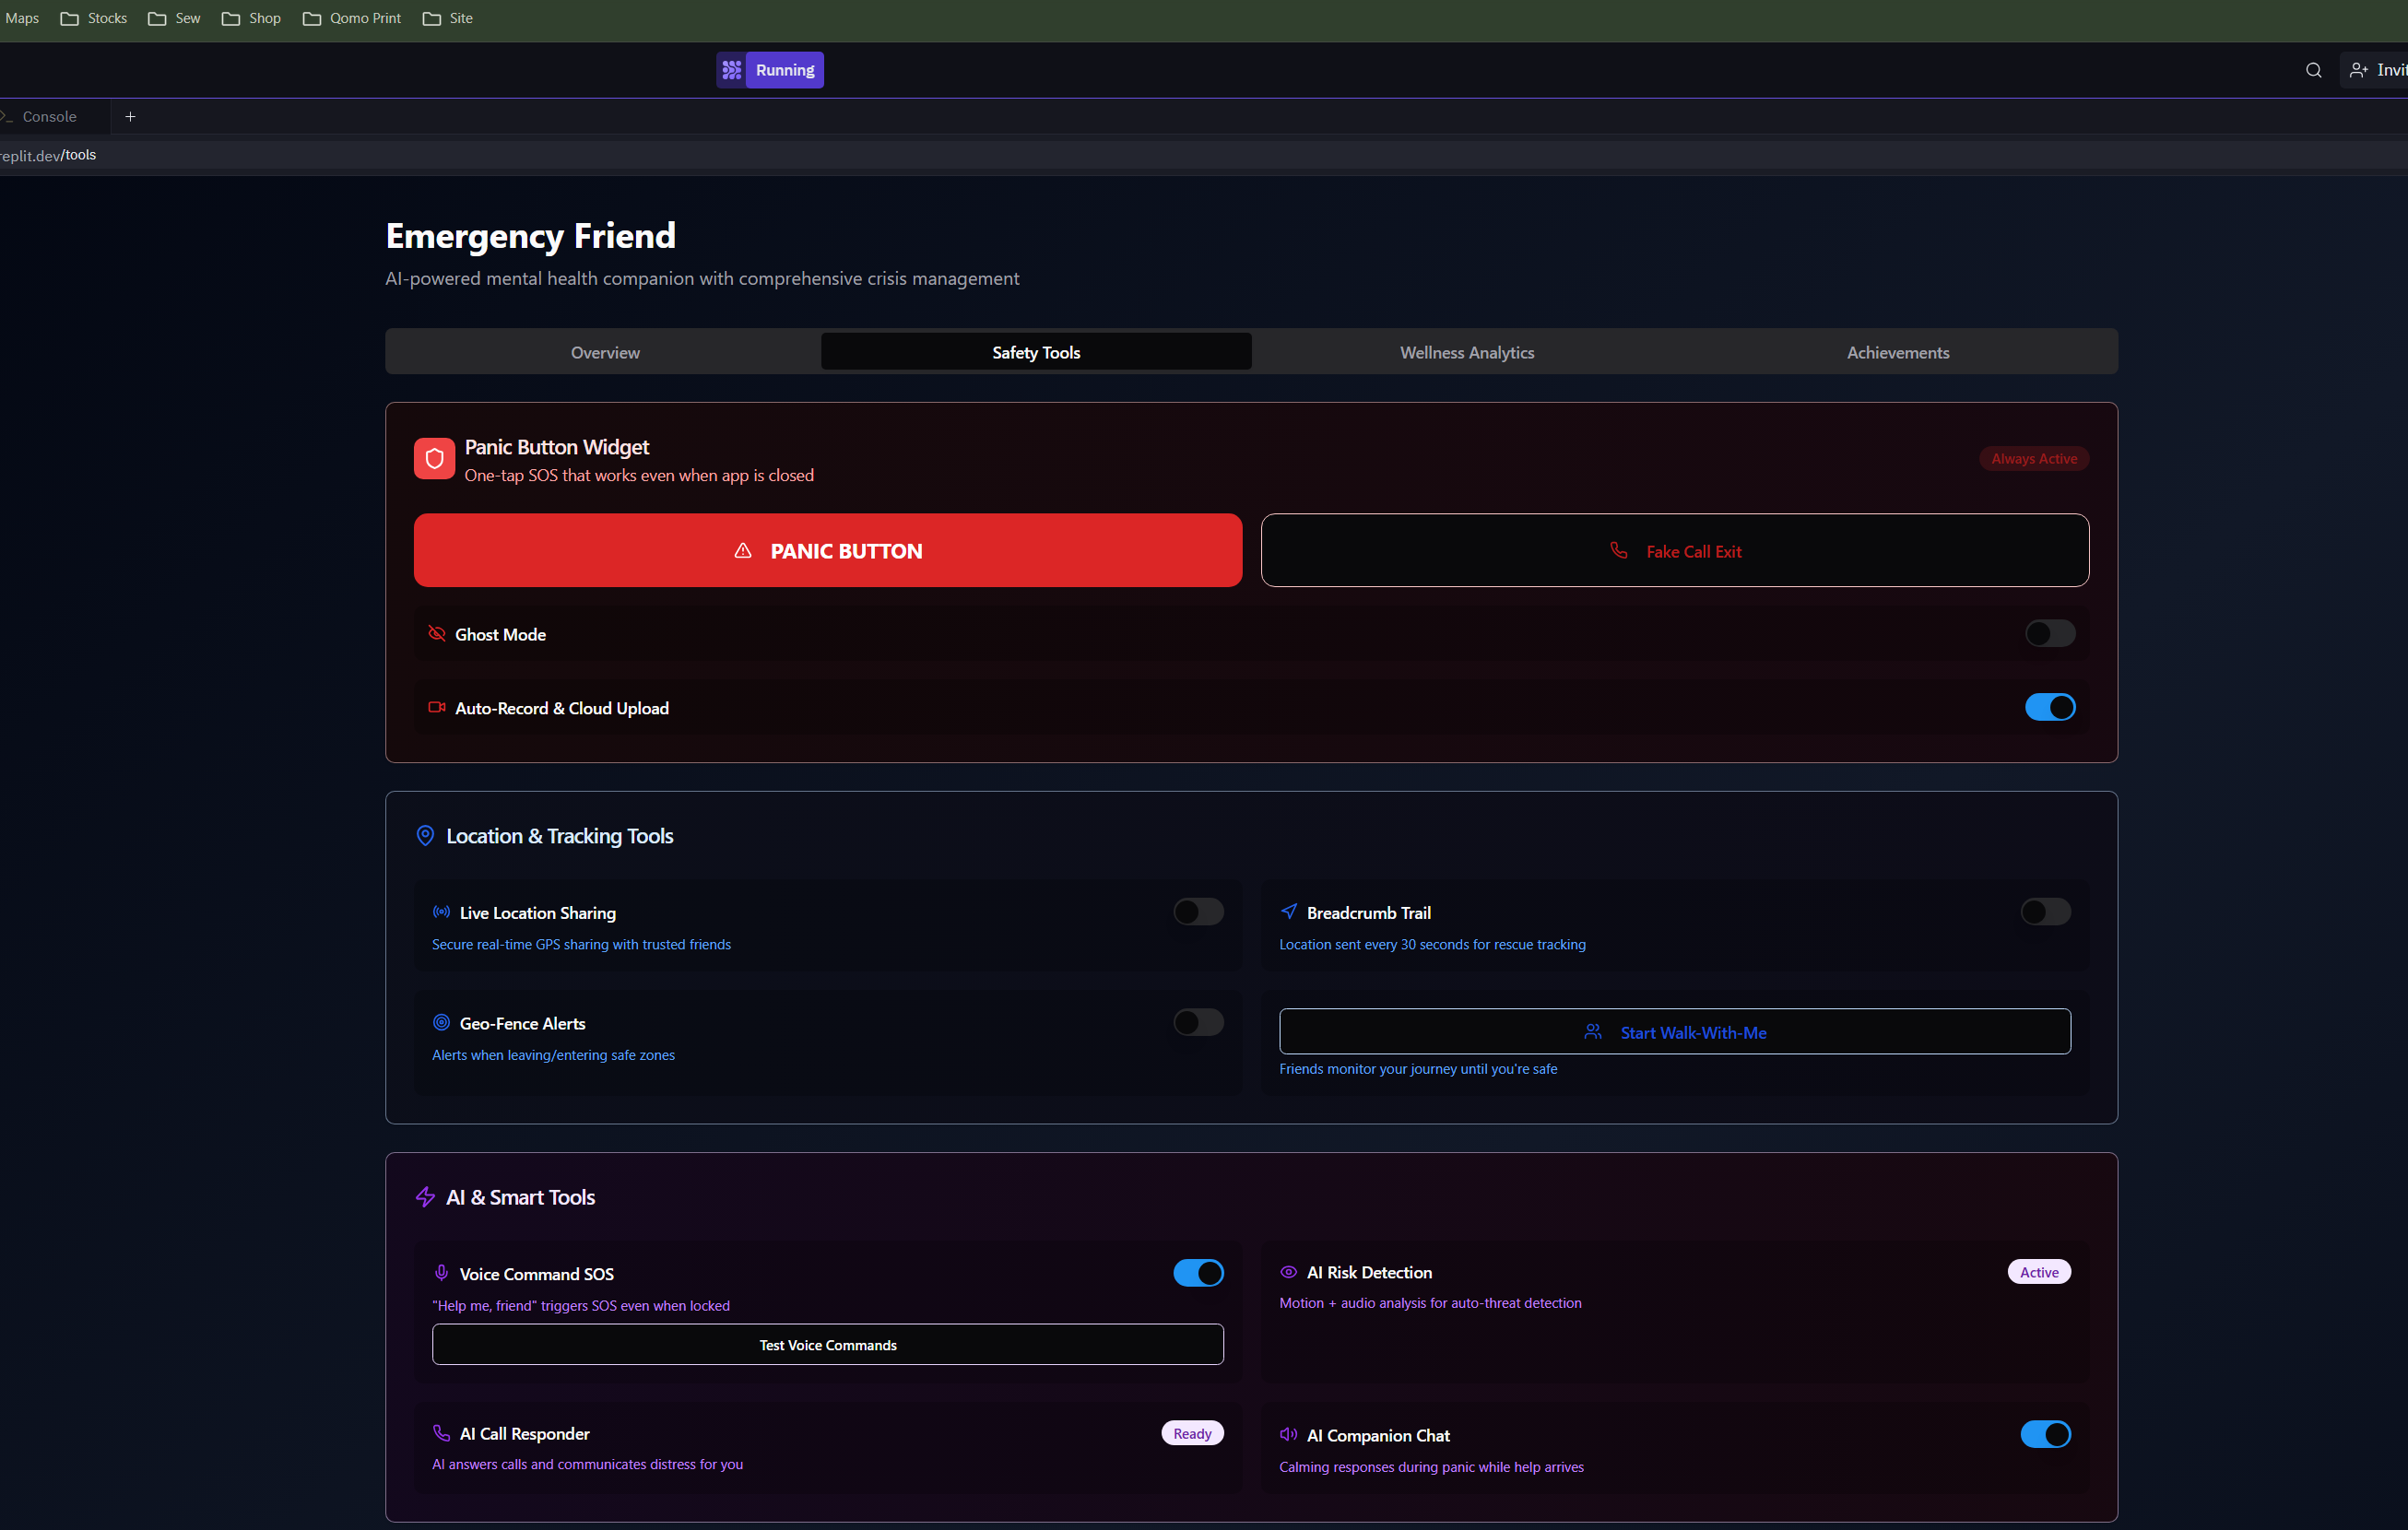 Maps Stocks Sew Shop Qomo Print Site
Running
Console +
replit.dev/tools
Emergency Friend
AI-powered mental health companion with comprehensive crisis management
Overview Safety Tools Wellness Analytics Achievements
Panic Button Widget
One-tap SOS that works even when app is closed
Always Active
PANIC BUTTON
Fake Call Exit
Ghost Mode
Auto-Record & Cloud Upload
Location & Tracking Tools
Live Location Sharing
Secure real-time GPS sharing with trusted friends
Breadcrumb Trail
Location sent every 30 seconds for rescue tracking
Geo-Fence Alerts
Alerts when leaving/entering safe zones
Start Walk-With-Me
Friends monitor your journey until you're safe
AI & Smart Tools
Voice Command SOS
"Help me, friend" triggers SOS even when locked
Test Voice Commands
AI Risk Detection
Active
Motion + audio analysis for auto-threat detection
AI Call Responder
Ready
AI answers calls and communicates distress for you
AI Companion Chat
Calming responses during panic while help arrives